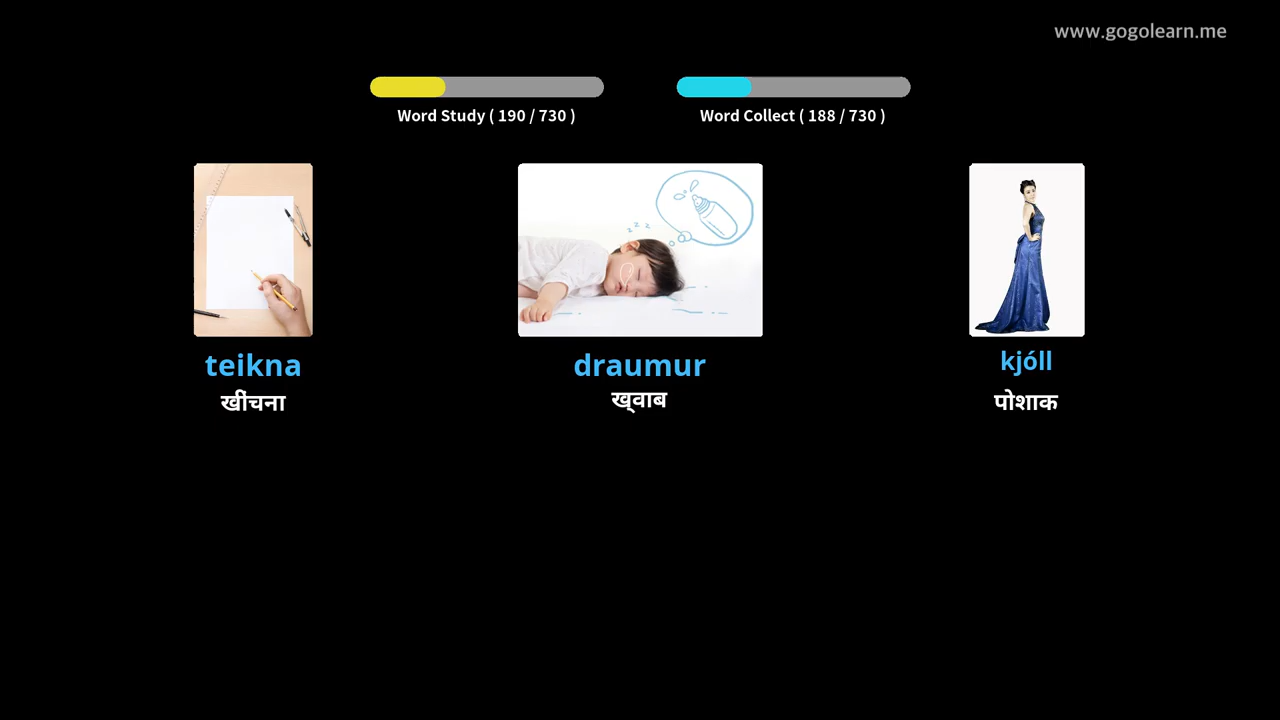 www.gogolearn.me
Word Study ( 190 / 730 )
Word Collect ( 188 / 730 )
teikna
draumur
kjóll
खींचना
ख्वाब
पोशाक